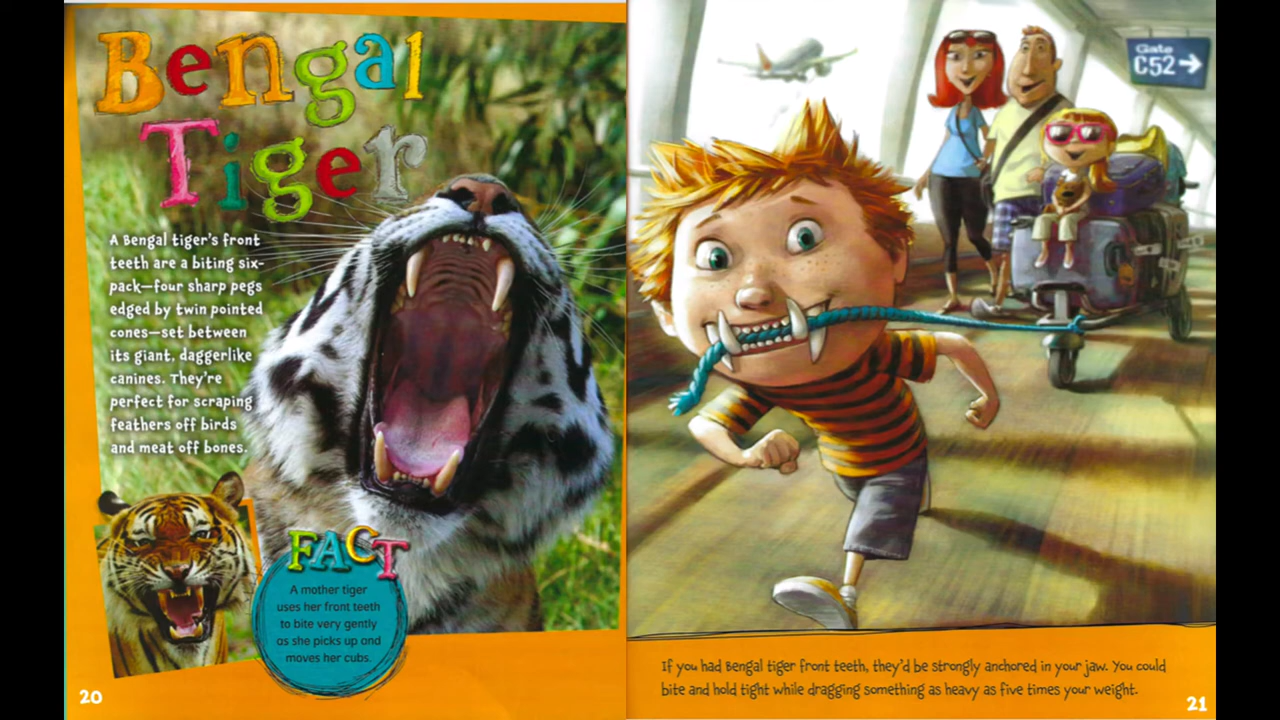 Bengal
Tiger
A Bengal tiger's front
teeth are a biting six-
pack—four sharp pegs
edged by twin pointed
cones—set between
its giant, daggerlike
canines. They're
perfect for scraping
feathers off birds
and meat off bones.
FACT
A mother tiger
uses her front teeth
to bite very gently
as she picks up and
moves her cubs.
20
Gate
C52→
If you had Bengal tiger front teeth, they'd be strongly anchored in your jaw. You could
bite and hold tight while dragging something as heavy as five times your weight.
21